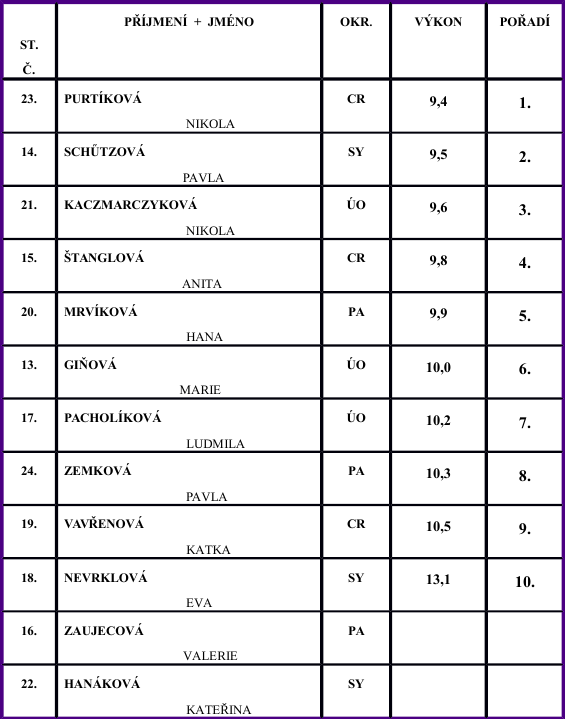 ST. Č. PŘÍJMENÍ + JMÉNO OKR. VÝKON POŘADÍ
23. PURTÍKOVÁ CR 9,4 1.
NIKOLA
14. SCHŰTZOVÁ SY 9,5 2.
PAVLA
21. KACZMARCZYKOVÁ ÚO 9,6 3.
NIKOLA
15. ŠTANGLOVÁ CR 9,8 4.
ANITA
20. MRVÍKOVÁ PA 9,9 5.
HANA
13. GIŇOVÁ ÚO 10,0 6.
MARIE
17. PACHOLÍKOVÁ ÚO 10,2 7.
LUDMILA
24. ZEMKOVÁ PA 10,3 8.
PAVLA
19. VAVŘENOVÁ CR 10,5 9.
KATKA
18. NEVRKLOVÁ SY 13,1 10.
EVA
16. ZAUJECOVÁ PA
VALERIE
22. HANÁKOVÁ SY
KATEŘINA